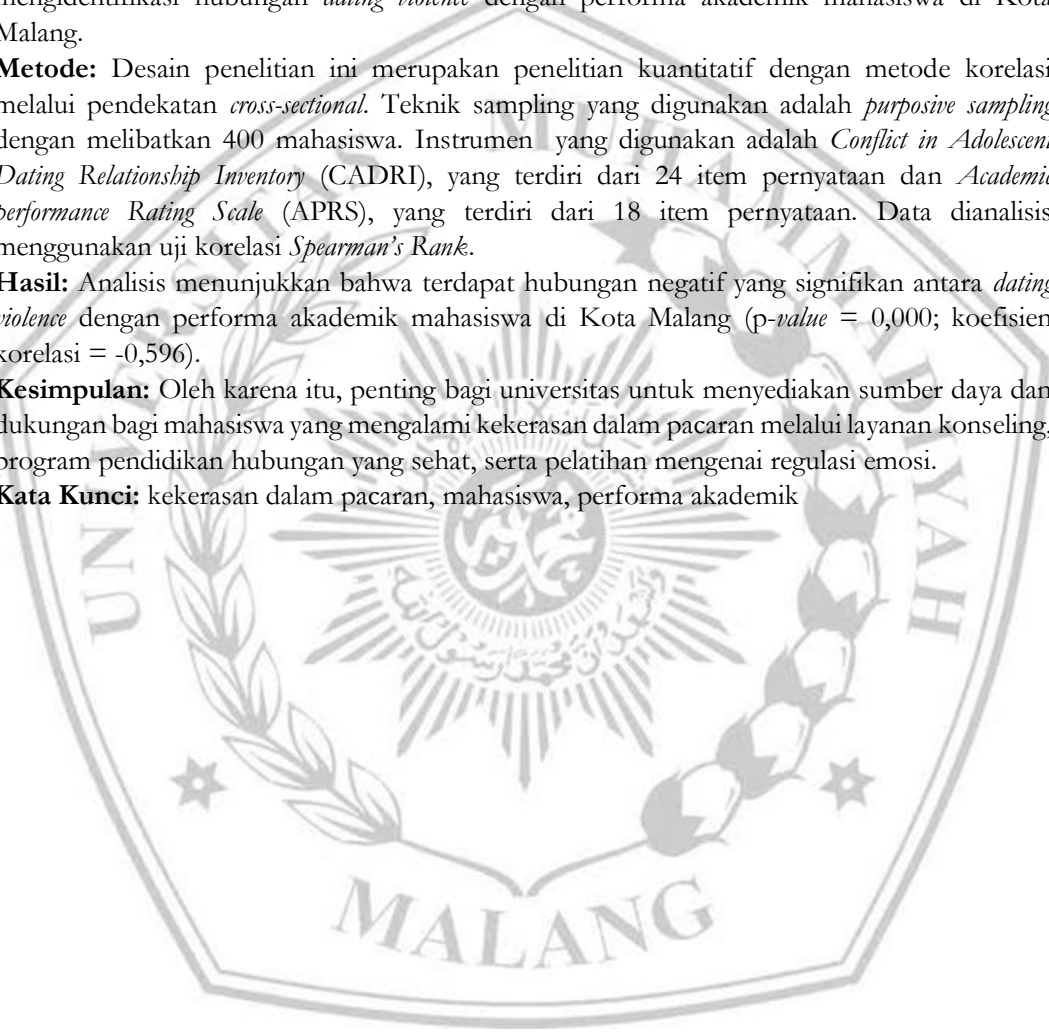 mengidentifikasi hubungan dating violence dengan performa akademik mahasiswa di Kota
Malang.
Metode: Desain penelitian ini merupakan penelitian kuantitatif dengan metode korelasi
melalui pendekatan cross-sectional. Teknik sampling yang digunakan adalah purposive sampling
dengan melibatkan 400 mahasiswa. Instrumen yang digunakan adalah Conflict in Adolescent
Dating Relationship Inventory (CADRI), yang terdiri dari 24 item pernyataan dan Academic
performance Rating Scale (APRS), yang terdiri dari 18 item pernyataan. Data dianalisis
menggunakan uji korelasi Spearman's Rank.
Hasil: Analisis menunjukkan bahwa terdapat hubungan negatif yang signifikan antara dating
violence dengan performa akademik mahasiswa di Kota Malang (p-value = 0,000; koefisien
korelasi = -0,596).
Kesimpulan: Oleh karena itu, penting bagi universitas untuk menyediakan sumber daya dan
dukungan bagi mahasiswa yang mengalami kekerasan dalam pacaran melalui layanan konseling,
program pendidikan hubungan yang sehat, serta pelatihan mengenai regulasi emosi.
Kata Kunci: kekerasan dalam pacaran, mahasiswa, performa akademik
UNIVERSITAS MUHAMMADIYAH
MALANG